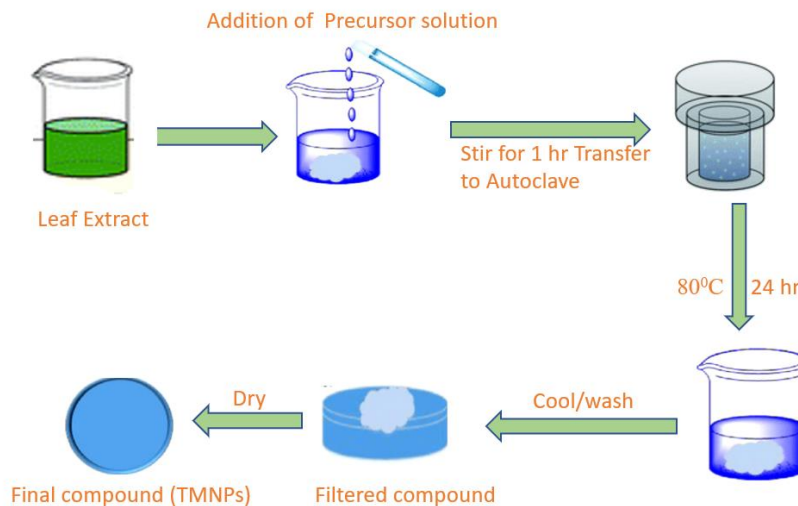 Addition of Precursor solution
Leaf Extract
Stir for 1 hr Transfer
to Autoclave
80⁰C 24 hr
Cool/wash
Dry
Filtered compound
Final compound (TMNPs)